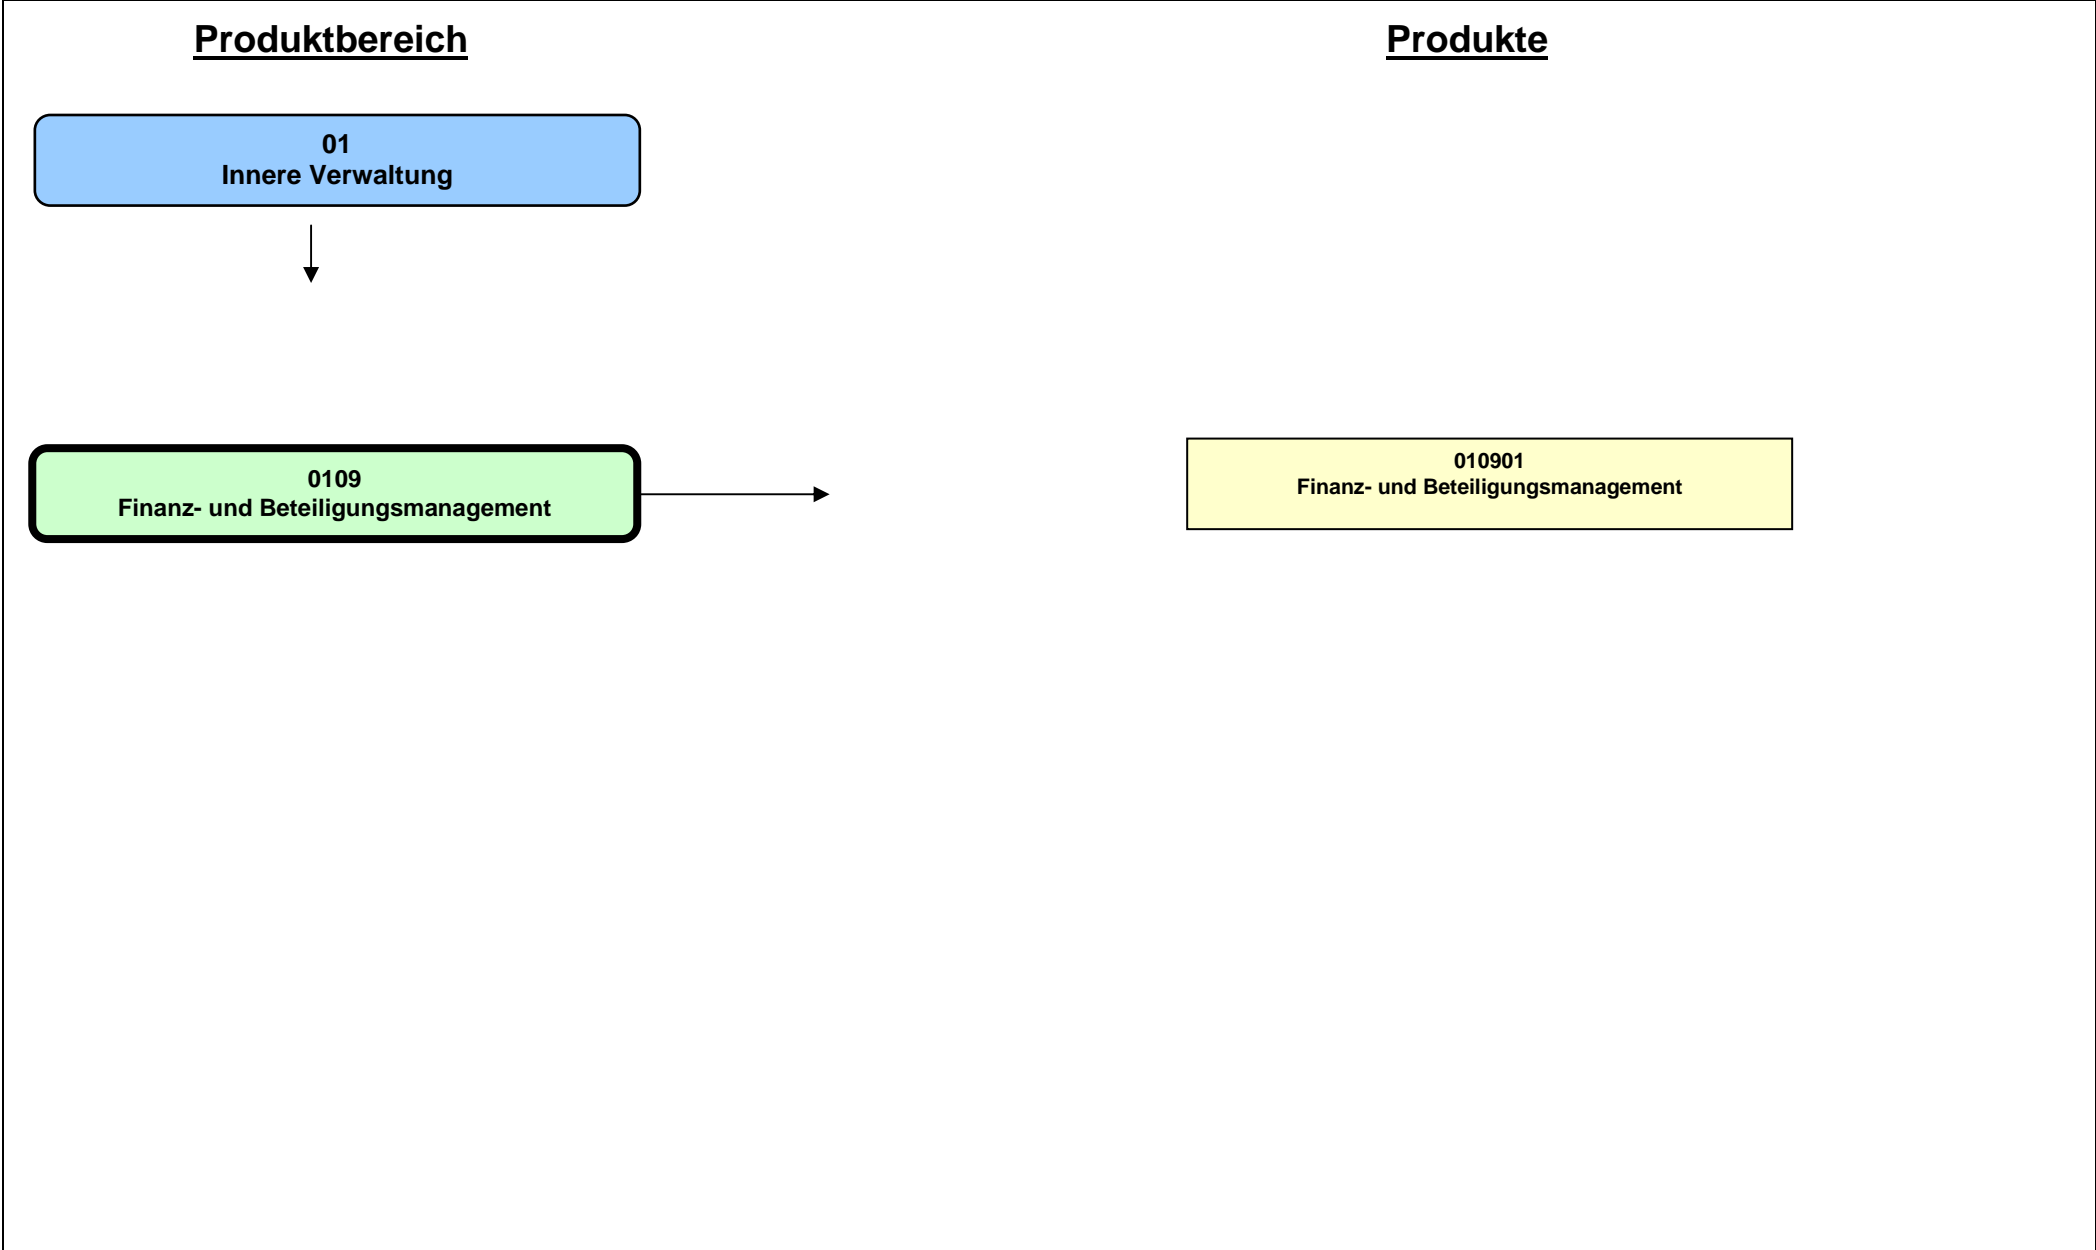 Produktbereich
Produkte
01
Innere Verwaltung
0109
Finanz- und Beteiligungsmanagement
010901
Finanz- und Beteiligungsmanagement